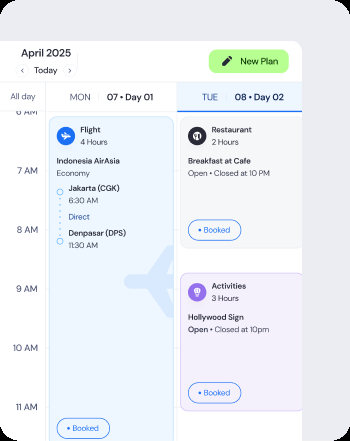 April 2025
Today
New Plan
All day
MON 07 • Day 01
TUE 08 • Day 02
6 AM
7 AM
8 AM
9 AM
10 AM
11 AM
Flight
4 Hours
Indonesia AirAsia
Economy
Jakarta (CGK)
6:30 AM
Direct
Denpasar (DPS)
11:30 AM
• Booked
Restaurant
2 Hours
Breakfast at Cafe
Open • Closed at 10 PM
• Booked
Activities
3 Hours
Hollywood Sign
Open • Closed at 10pm
• Booked